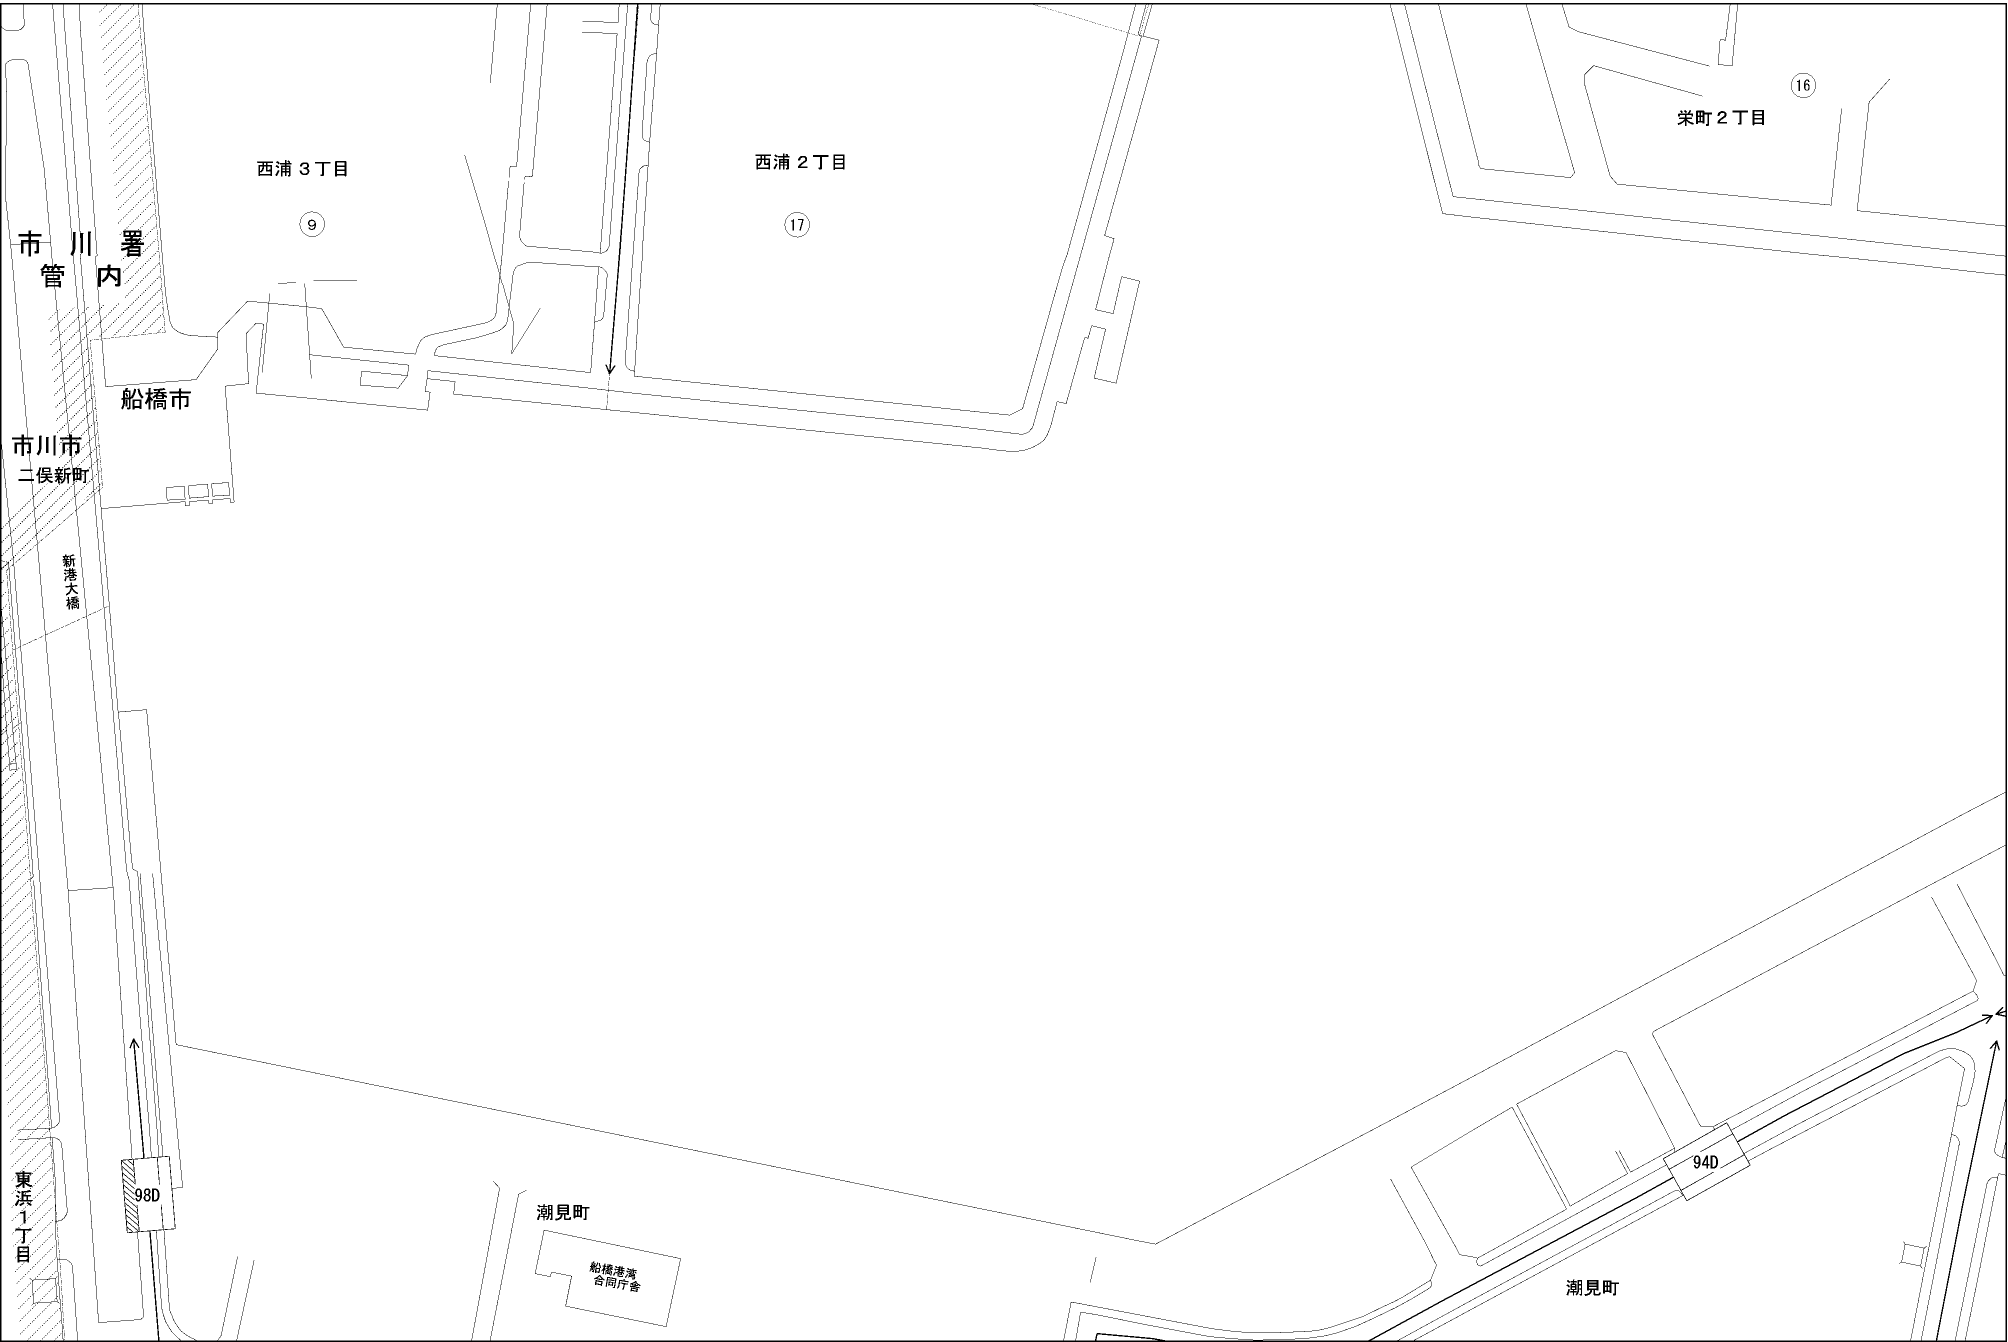 16
栄町２丁目
西浦３丁目
西浦２丁目
9
17
市川署
管内
船橋市
市川市
二俣新町
新港大橋
94D
東浜１丁目
98D
潮見町
船橋港湾
合同庁舎
潮見町